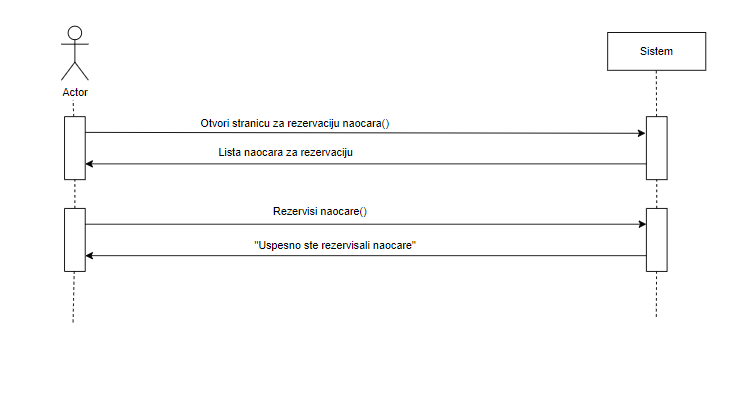 Sistem
Actor
Otvori stranicu za rezervaciju naocara()
Lista naocara za rezervaciju
Rezervisi naocare()
"Uspesno ste rezervisali naocare"